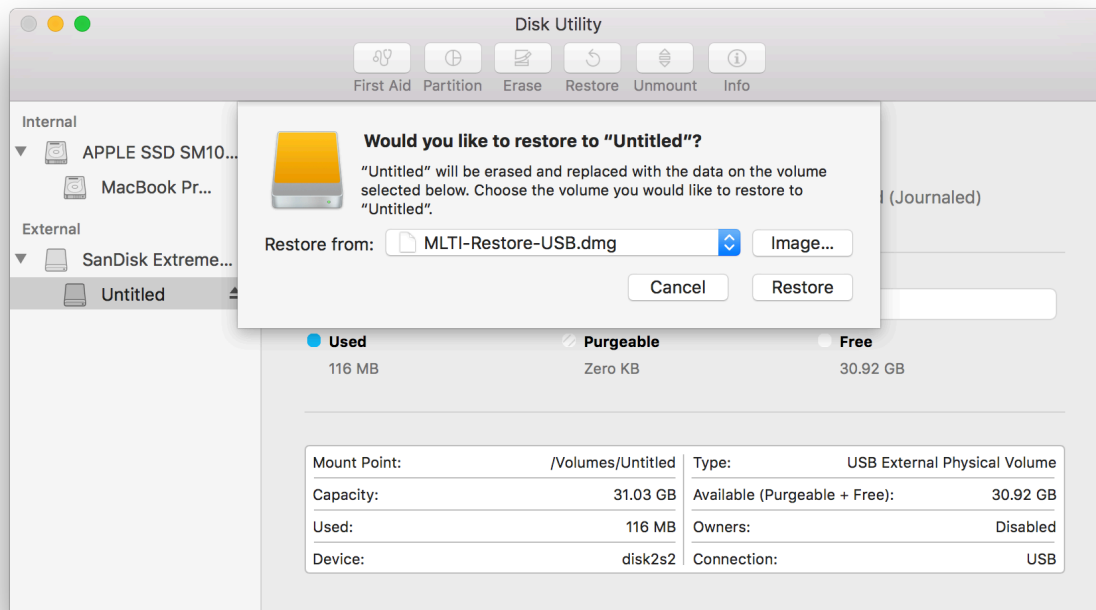 Disk Utility
First Aid Partition Erase Restore Unmount Info
Internal
APPLE SSD SM10...
MacBook Pr...
External
SanDisk Extreme...
Untitled
Would you like to restore to “Untitled”?
“Untitled” will be erased and replaced with the data on the volume
selected below. Choose the volume you would like to restore to
“Untitled”.
Restore from: MLTI-Restore-USB.dmg Image...
Cancel Restore
(Journaled)
Used Purgeable Free
116 MB Zero KB 30.92 GB
Mount Point: /Volumes/Untitled Type: USB External Physical Volume
Capacity: 31.03 GB Available (Purgeable + Free): 30.92 GB
Used: 116 MB Owners: Disabled
Device: disk2s2 Connection: USB